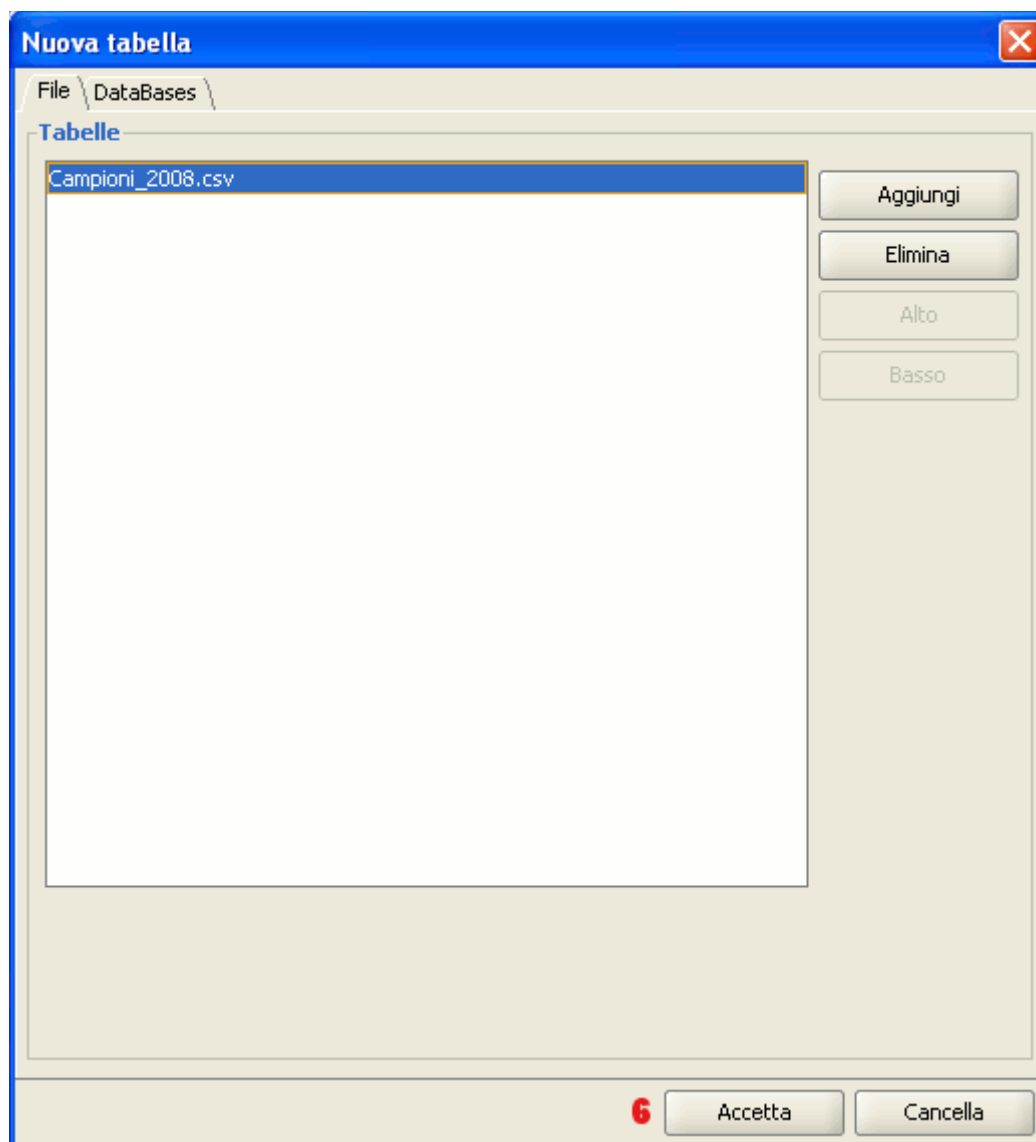 Nuova tabella
File
DataBases
Tabelle
Campioni_2008.csv
Aggiungi
Elimina
Alto
Basso
6
Accetta
Cancella